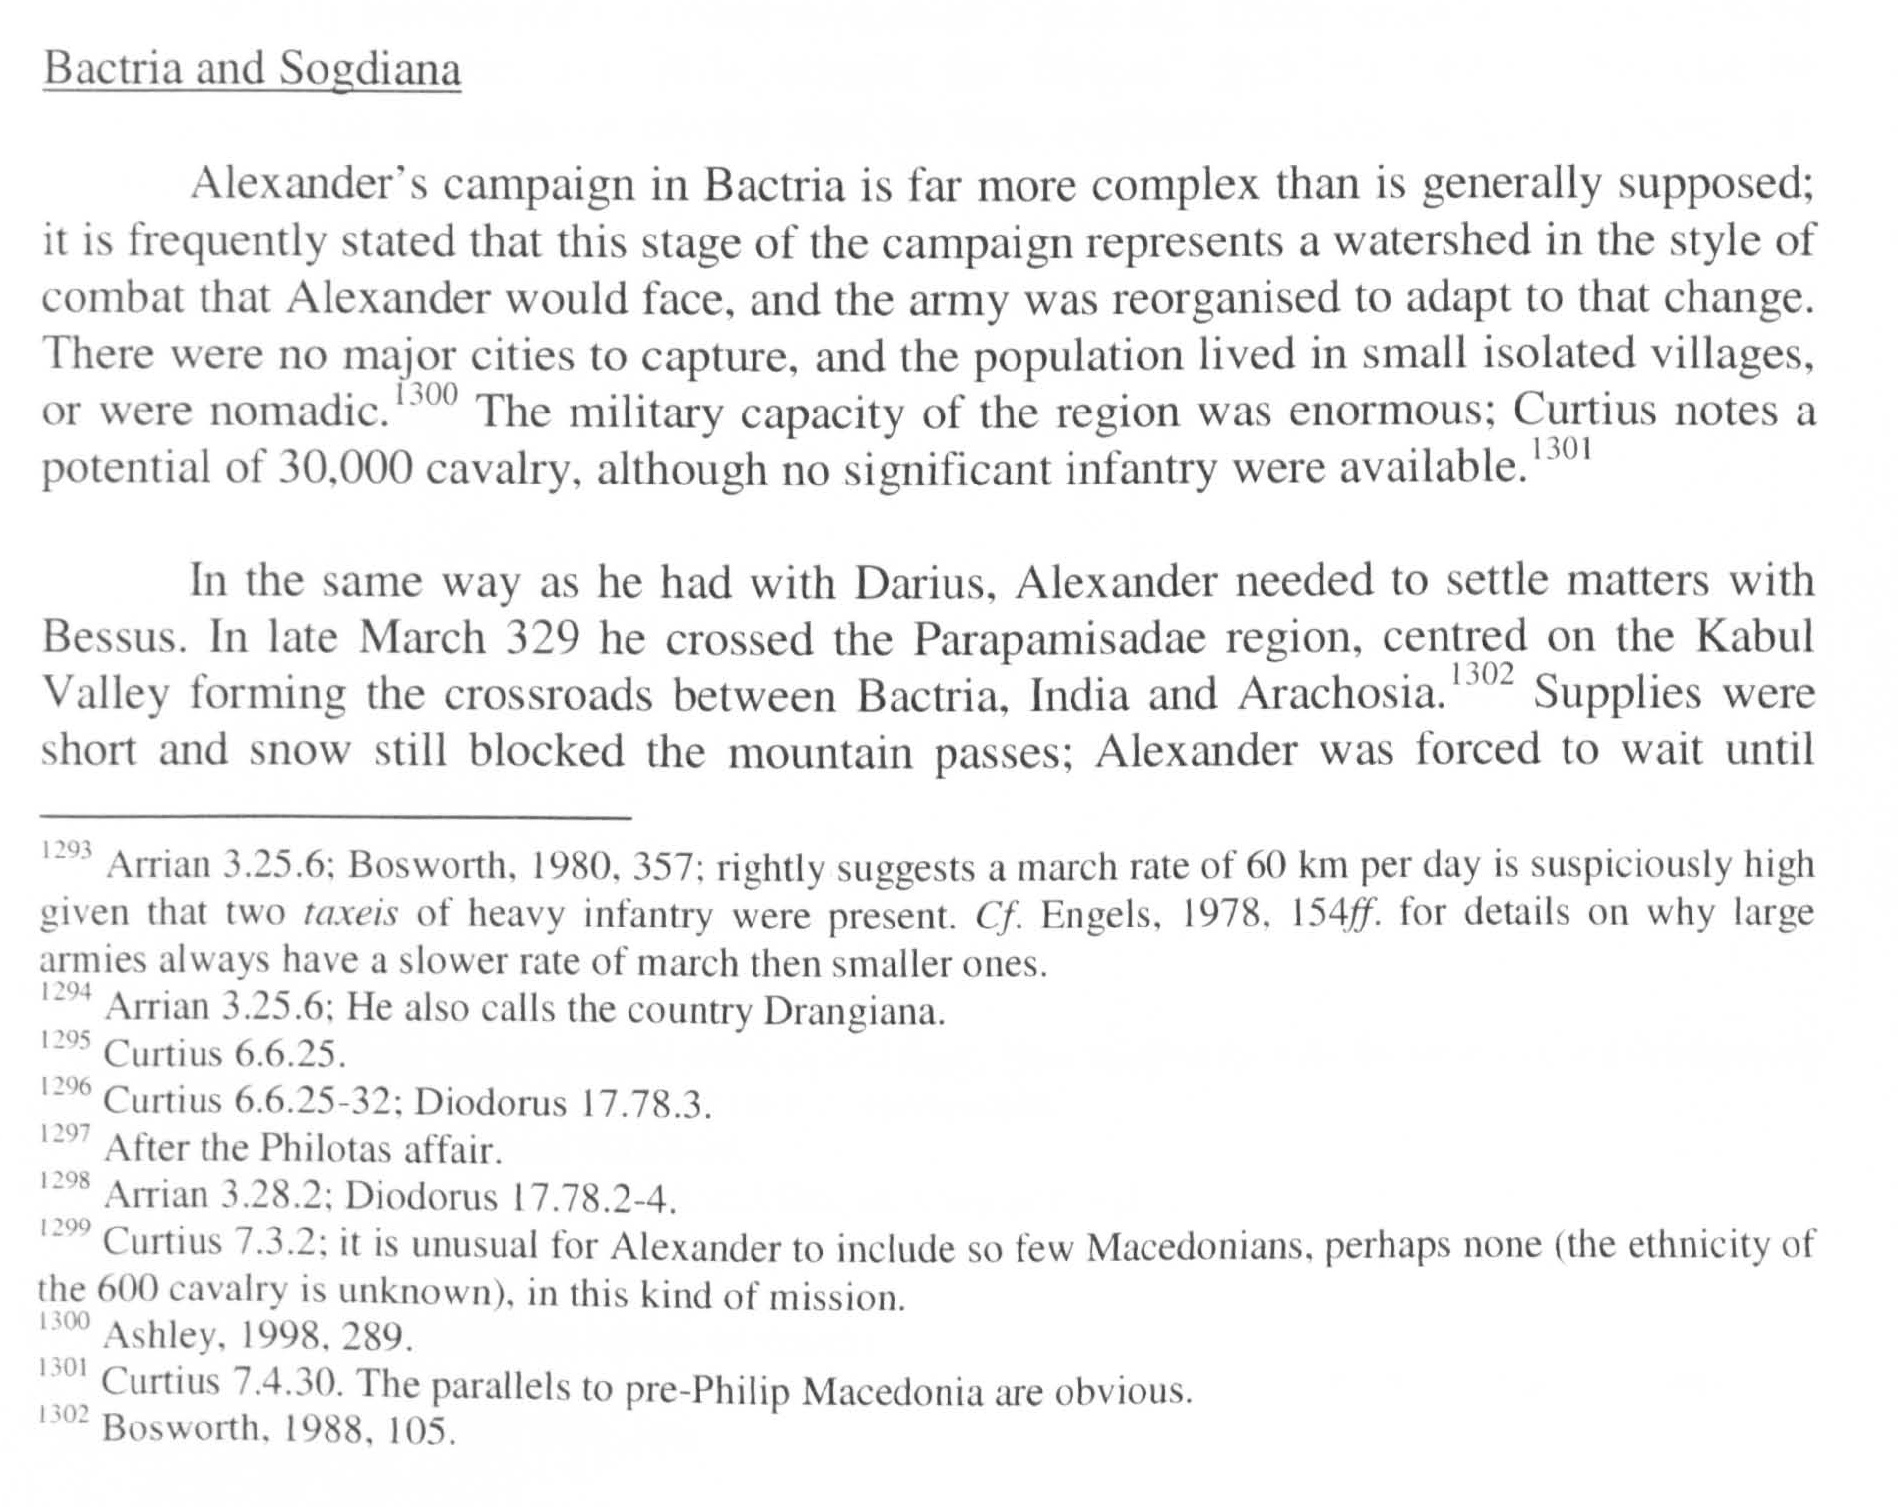 Bactria and Sogdiana
Alexander's campaign in Bactria is far more complex than is generally supposed;
it is frequently stated that this stage of the campaign represents a watershed in the style of
combat that Alexander would face, and the army was reorganised to adapt to that change.
There were no major cities to capture, and the population lived in small isolated villages,
or were nomadic.1300 The military capacity of the region was enormous; Curtius notes a
potential of 30,000 cavalry, although no significant infantry were available.1301
In the same way as he had with Darius, Alexander needed to settle matters with
Bessus. In late March 329 he crossed the Parapamisadae region, centred on the Kabul
Valley forming the crossroads between Bactria, India and Arachosia.1302 Supplies were
short and snow still blocked the mountain passes; Alexander was forced to wait until
1293 Arrian 3.25.6; Bosworth, 1980, 357; rightly suggests a march rate of 60 km per day is suspiciously high
given that two taxeis of heavy infantry were present. Cf. Engels, 1978, 154ff. for details on why large
armies always have a slower rate of march then smaller ones.
1294 Arrian 3.25.6; He also calls the country Drangiana.
1295 Curtius 6.6.25.
1296 Curtius 6.6.25-32; Diodorus 17.78.3.
1297 After the Philotas affair.
1298 Arrian 3.28.2; Diodorus 17.78.2-4.
1299 Curtius 7.3.2; it is unusual for Alexander to include so few Macedonians, perhaps none (the ethnicity of
the 600 cavalry is unknown), in this kind of mission.
1300 Ashley, 1998, 289.
1301 Curtius 7.4.30. The parallels to pre-Philip Macedonia are obvious.
1302 Bosworth, 1988, 105.